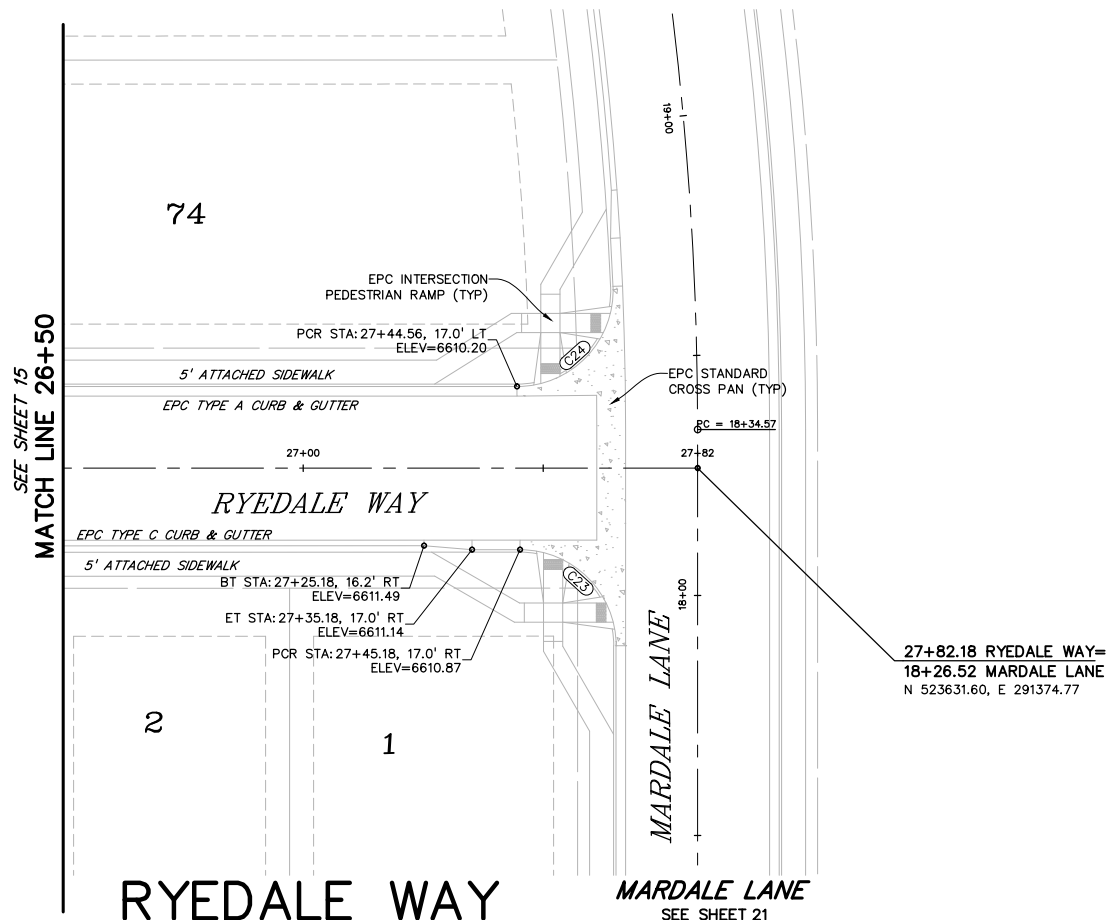 19+00
74
EPC INTERSECTION
PEDESTRIAN RAMP (TYP)
SEE SHEET 15
MATCH LINE 26+50
PCR STA: 27+44.56, 17.0' LT
ELEV=6610.20
C24
5' ATTACHED SIDEWALK
EPC STANDARD
CROSS PAN (TYP)
EPC TYPE A CURB & GUTTER
PC = 18+34.57
27+00
27+82
RYEDALE WAY
EPC TYPE C CURB & GUTTER
5' ATTACHED SIDEWALK
C23
BT STA: 27+25.18, 16.2' RT
ELEV=6611.49
18+00
ET STA: 27+35.18, 17.0' RT
ELEV=6611.14
PCR STA: 27+45.18, 17.0' RT
ELEV=6610.87
27+82.18 RYEDALE WAY=
18+26.52 MARDALE LANE
N 523631.60, E 291374.77
MARDALE LANE
2
1
RYEDALE WAY
MARDALE LANE
SEE SHEET 21